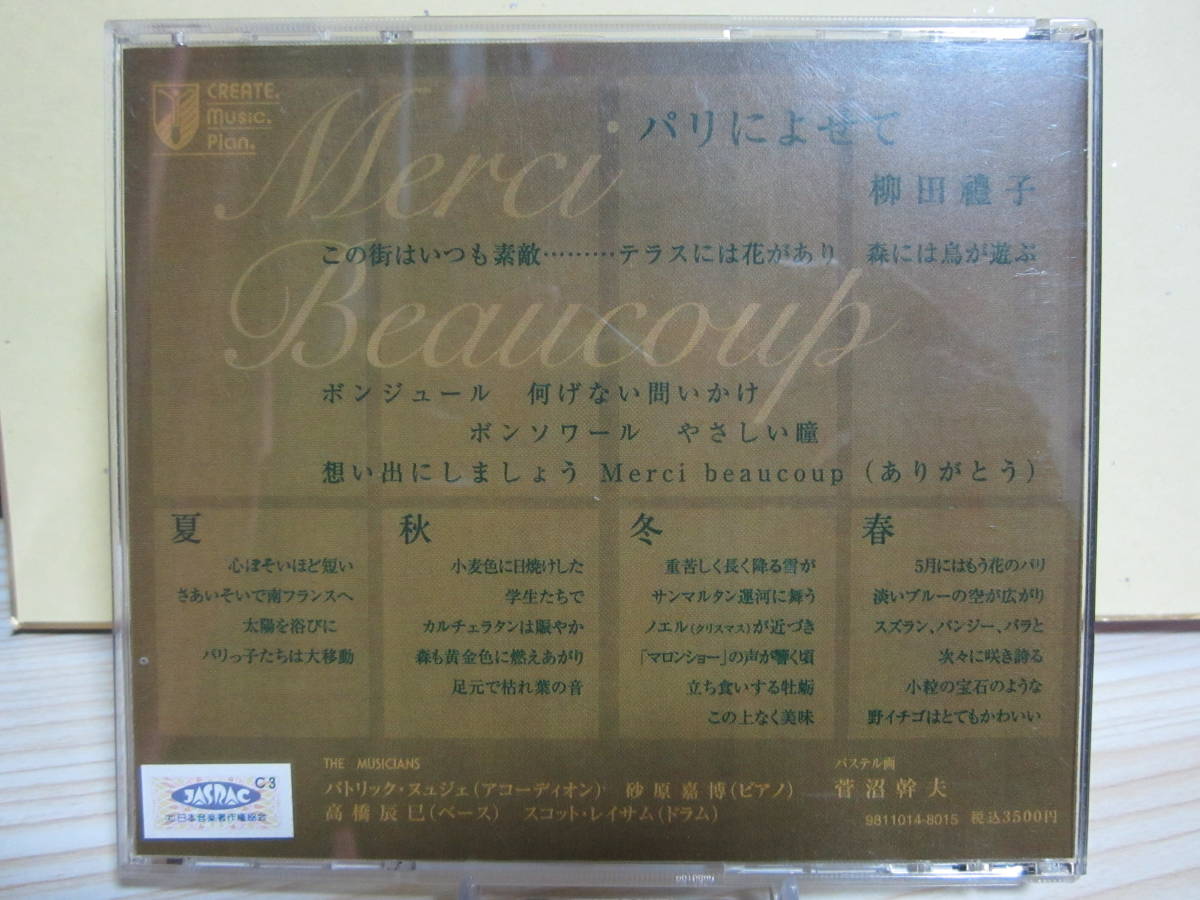 CREATE.
Music.
Plan.
Merci
Beaucoup
・パリによせて
柳田禮子
この街はいつも素敵………テラスには花があり　森には鳥が遊ぶ
ボンジュール　何げない問いかけ
ボンソワール　やさしい瞳
想い出にしましょう Merci beaucoup（ありがとう）
夏
心ぼそいほど短い
さあいそいで南フランスへ
太陽を浴びに
パリっ子たちは大移動
秋
小麦色に日焼けした
学生たちで
カルチェラタンは賑やか
森も黄金色に燃えあがり
足元で枯れ葉の音
冬
重苦しく長く降る雪が
サンマルタン運河に舞う
ノエル(クリスマス)が近づき
「マロンショー」の声が響く頃
立ち食いする牡蛎
この上なく美味
春
5月にはもう花のパリ
淡いブルーの空が広がり
スズラン、パンジー、バラと
次々に咲き誇る
小粒の宝石のような
野イチゴはとてもかわいい
THE MUSICIANS
パトリック・ヌュジェ(アコーディオン)　砂原嘉博(ピアノ)
高橋辰巳(ベース)　スコット・レイサム(ドラム)
パステル画
菅沼幹夫
9811014-8015 税込3500円
C3
JASRAC
日本音楽著作権協会